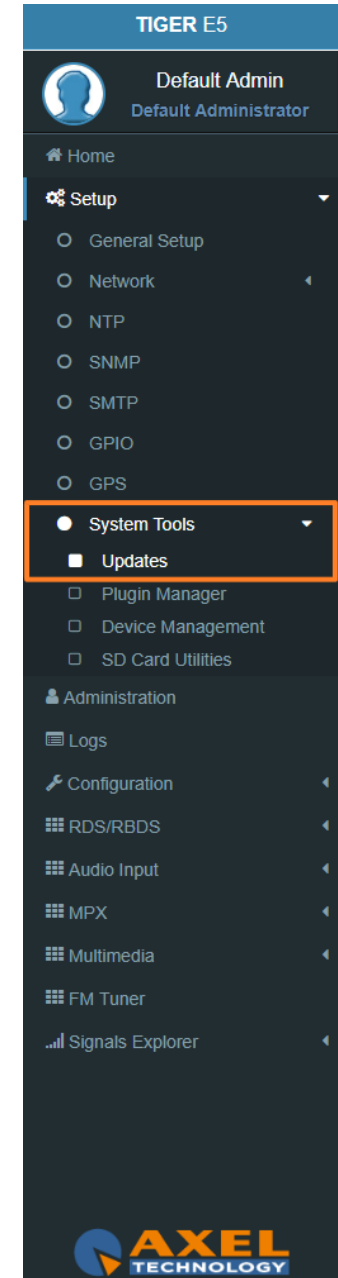 TIGER E5
Default Admin
Default Administrator
Home
Setup
General Setup
Network
NTP
SNMP
SMTP
GPIO
GPS
System Tools
Updates
Plugin Manager
Device Management
SD Card Utilities
Administration
Logs
Configuration
RDS/RBDS
Audio Input
MPX
Multimedia
FM Tuner
Signals Explorer
AXEL
TECHNOLOGY